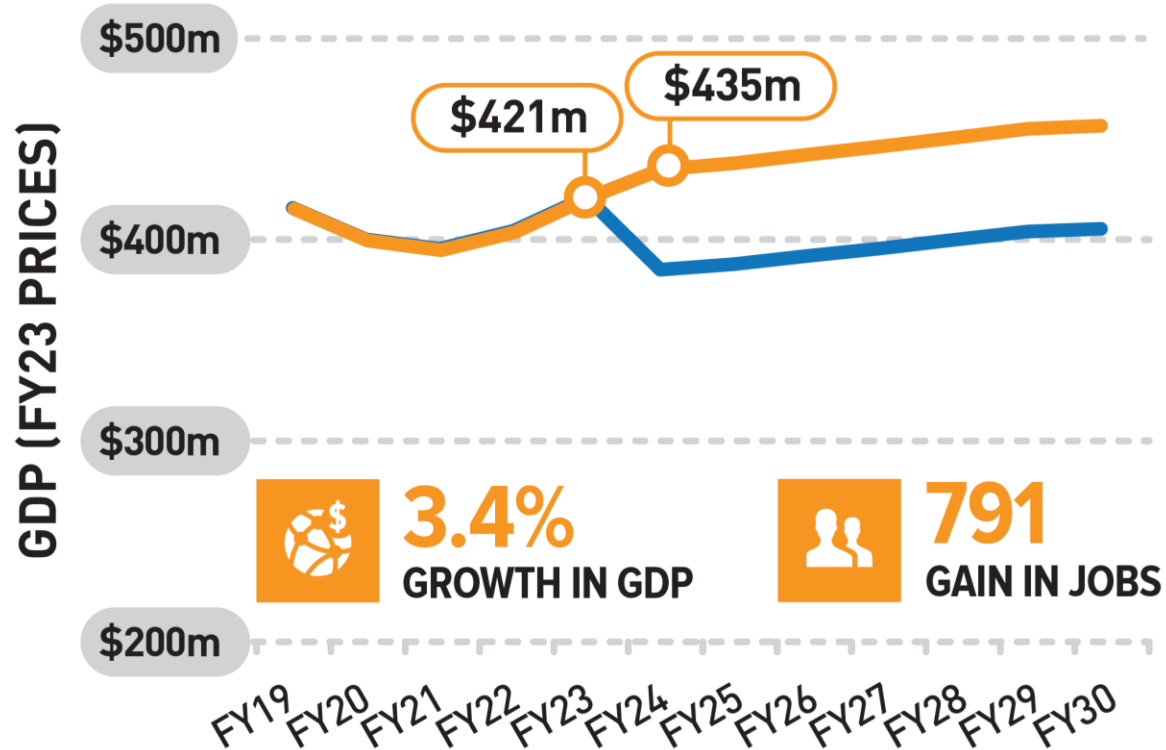 GDP (FY23 PRICES)
$500m
$400m
$300m
$200m
$421m
$435m
$
3.4%
GROWTH IN GDP
791
GAIN IN JOBS
FY19
FY20
FY21
FY22
FY23
FY24
FY25
FY26
FY27
FY28
FY29
FY30